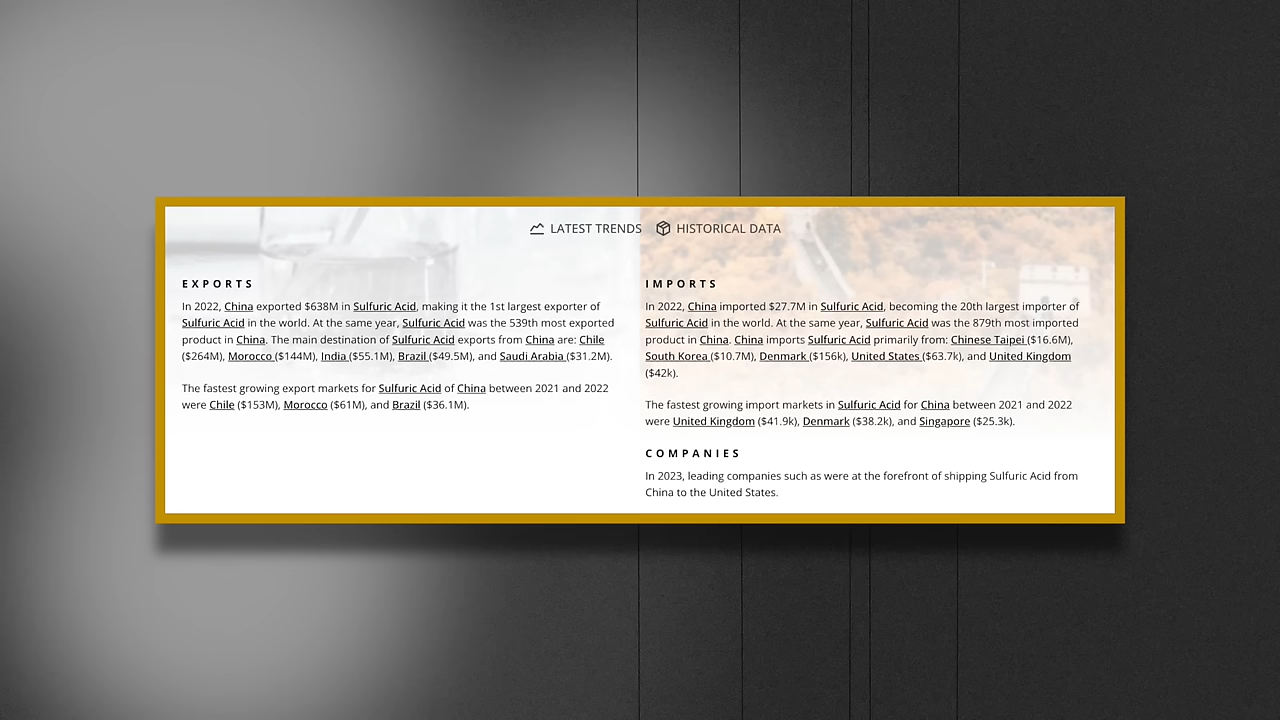 LATEST TRENDS HISTORICAL DATA
EXPORTS
In 2022, China exported $638M in Sulfuric Acid, making it the 1st largest exporter of
Sulfuric Acid in the world. At the same year, Sulfuric Acid was the 539th most exported
product in China. The main destination of Sulfuric Acid exports from China are: Chile
($264M), Morocco ($144M), India ($55.1M), Brazil ($49.5M), and Saudi Arabia ($31.2M).
The fastest growing export markets for Sulfuric Acid of China between 2021 and 2022
were Chile ($153M), Morocco ($61M), and Brazil ($36.1M).
IMPORTS
In 2022, China imported $27.7M in Sulfuric Acid, becoming the 20th largest importer of
Sulfuric Acid in the world. At the same year, Sulfuric Acid was the 879th most imported
product in China. China imports Sulfuric Acid primarily from: Chinese Taipei ($16.6M),
South Korea ($10.7M), Denmark ($156k), United States ($63.7k), and United Kingdom
($42k).
The fastest growing import markets in Sulfuric Acid for China between 2021 and 2022
were United Kingdom ($41.9k), Denmark ($38.2k), and Singapore ($25.3k).
COMPANIES
In 2023, leading companies such as were at the forefront of shipping Sulfuric Acid from
China to the United States.